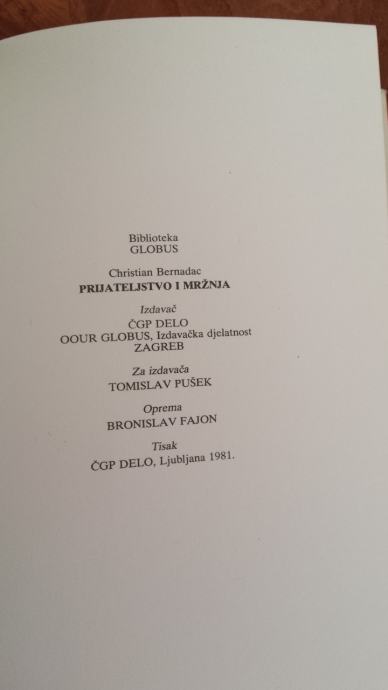 Biblioteka
GLOBUS
Christian Bernadac
PRIJATELJSTVO I MRŽNJA
Izdavač
ČGP DELO
OOUR GLOBUS, Izdavačka djelatnost
ZAGREB
Za izdavača
TOMISLAV PUŠEK
Oprema
BRONISLAV FAJON
Tisak
ČGP DELO, Ljubljana 1981.